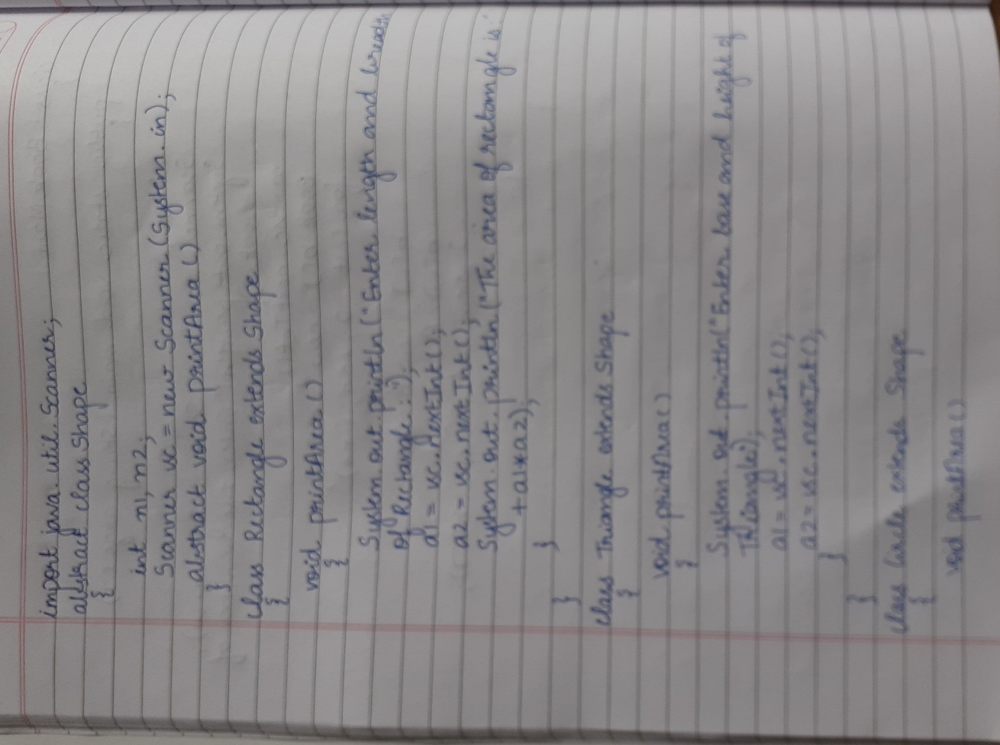 import java.util.Scanner;
abstract class Shape
{
int n1, n2;
Scanner sc = new Scanner (System.in);
abstract void printArea ()
}
class Rectangle extends Shape
{
void printArea ()
{
System.out.println ("Enter length and breadth
of Rectangle : ");
a1 = sc.nextInt();
a2 = sc.nextInt();
System.out.println ("The area of rectangle is:"
+a1*a2);
}
}
class Triangle extends Shape
{
void printArea ()
{
System.out.println("Enter base and height of
Triangle");
a1 = sc.nextInt();
a2 = sc.nextInt();
}
}
class Circle extends Shape
{
void printArea ()